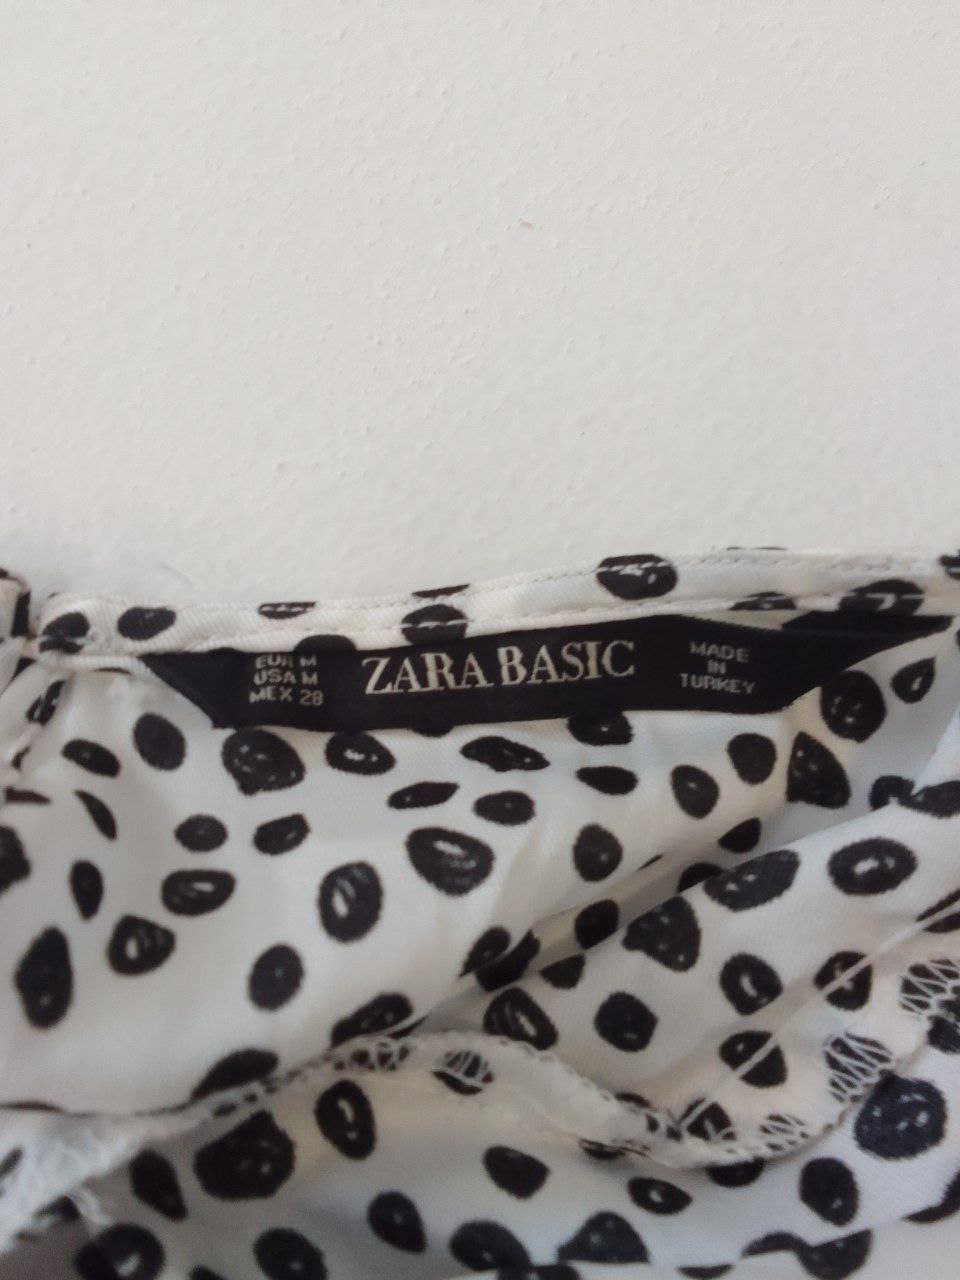 EUR M
USA M
MEX 28
ZARA BASIC
MADE
IN
TURKEY